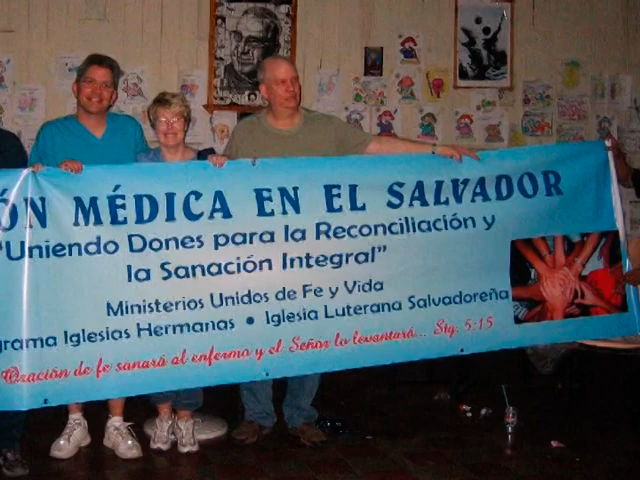 ÓN MÉDICA EN EL SALVADOR
"Uniendo Dones para la Reconciliación y
la Sanación Integral"
Ministerios Unidos de Fe y Vida
grama Iglesias Hermanas • Iglesia Luterana Salvadoreña
Oración de fe sanará al enfermo y el Señor lo levantará... Stg. 5:15